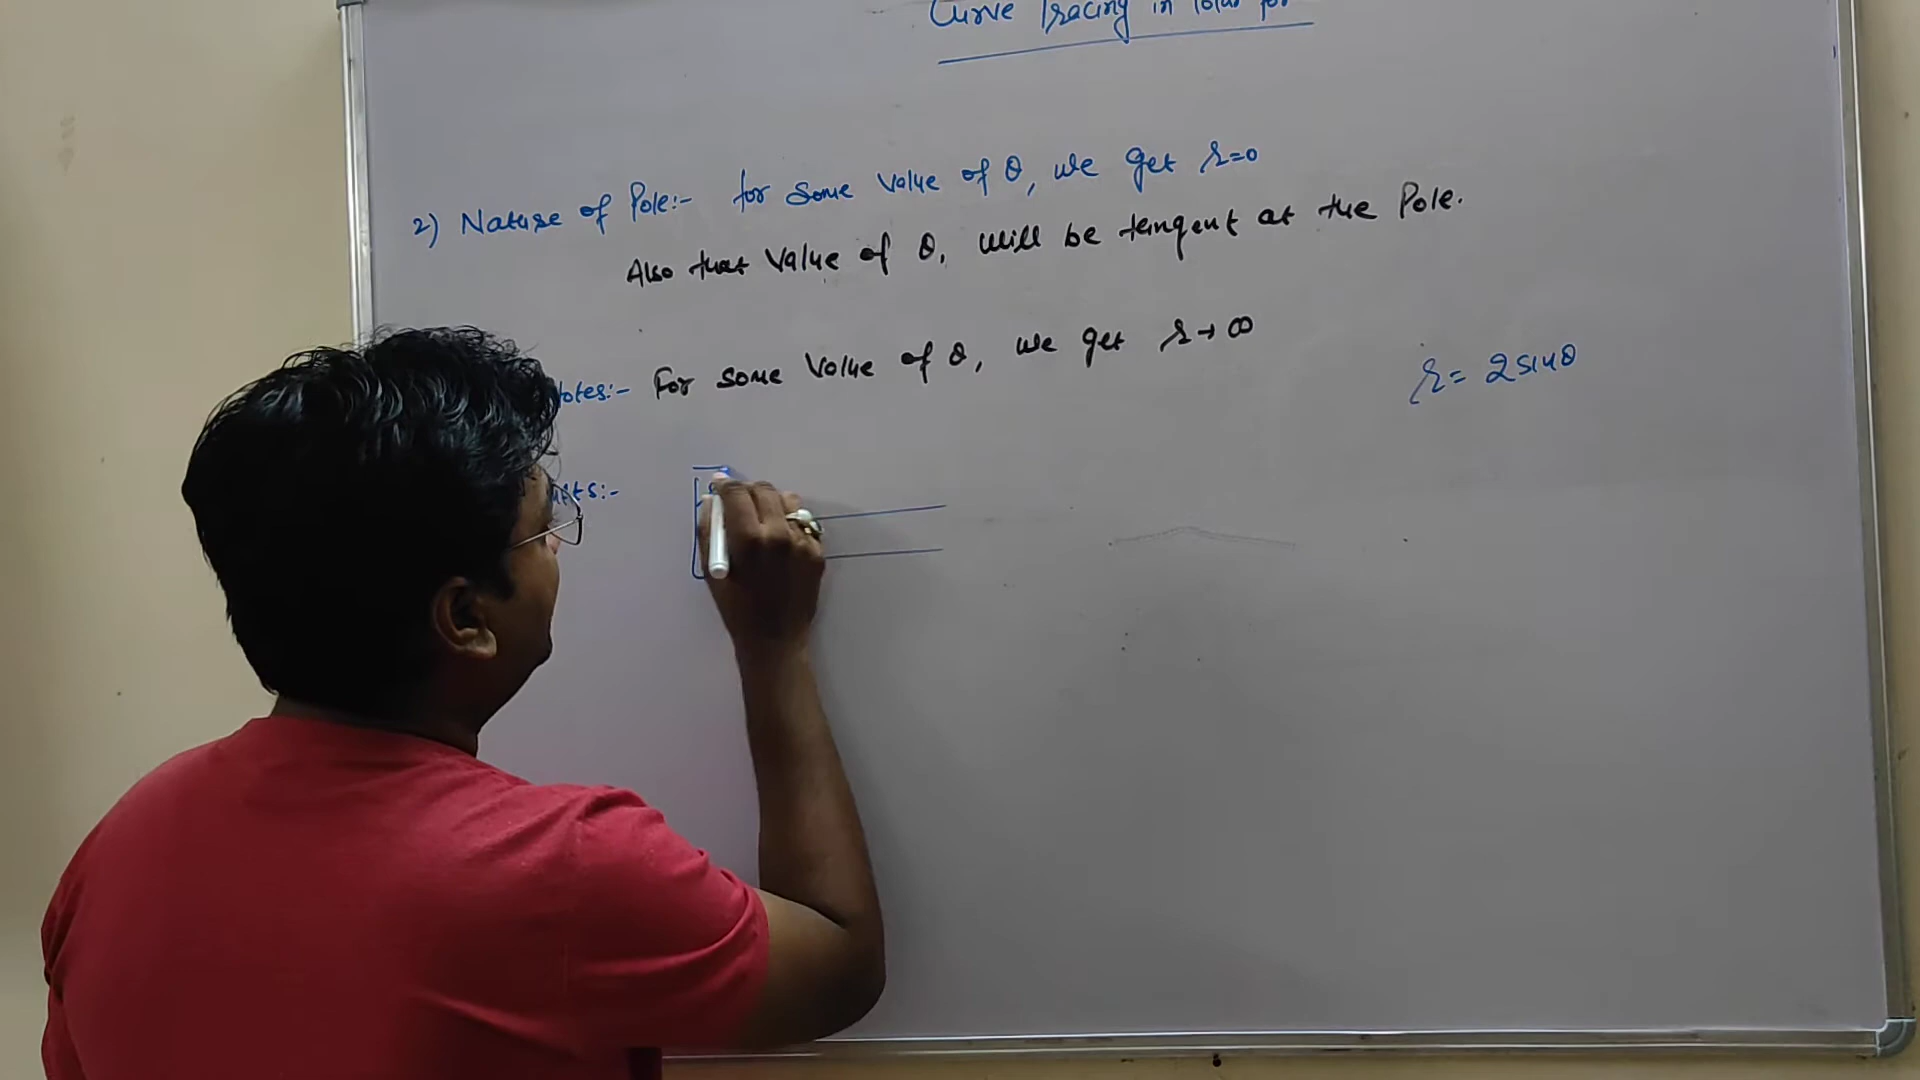 Curve Tracing in
2) Nature of Pole:- for some value of θ, we get r=0
Also that value of θ, will be tangent at the Pole.
otes:- For some value of θ, we get r→∞
r= 2sinθ
nts:-